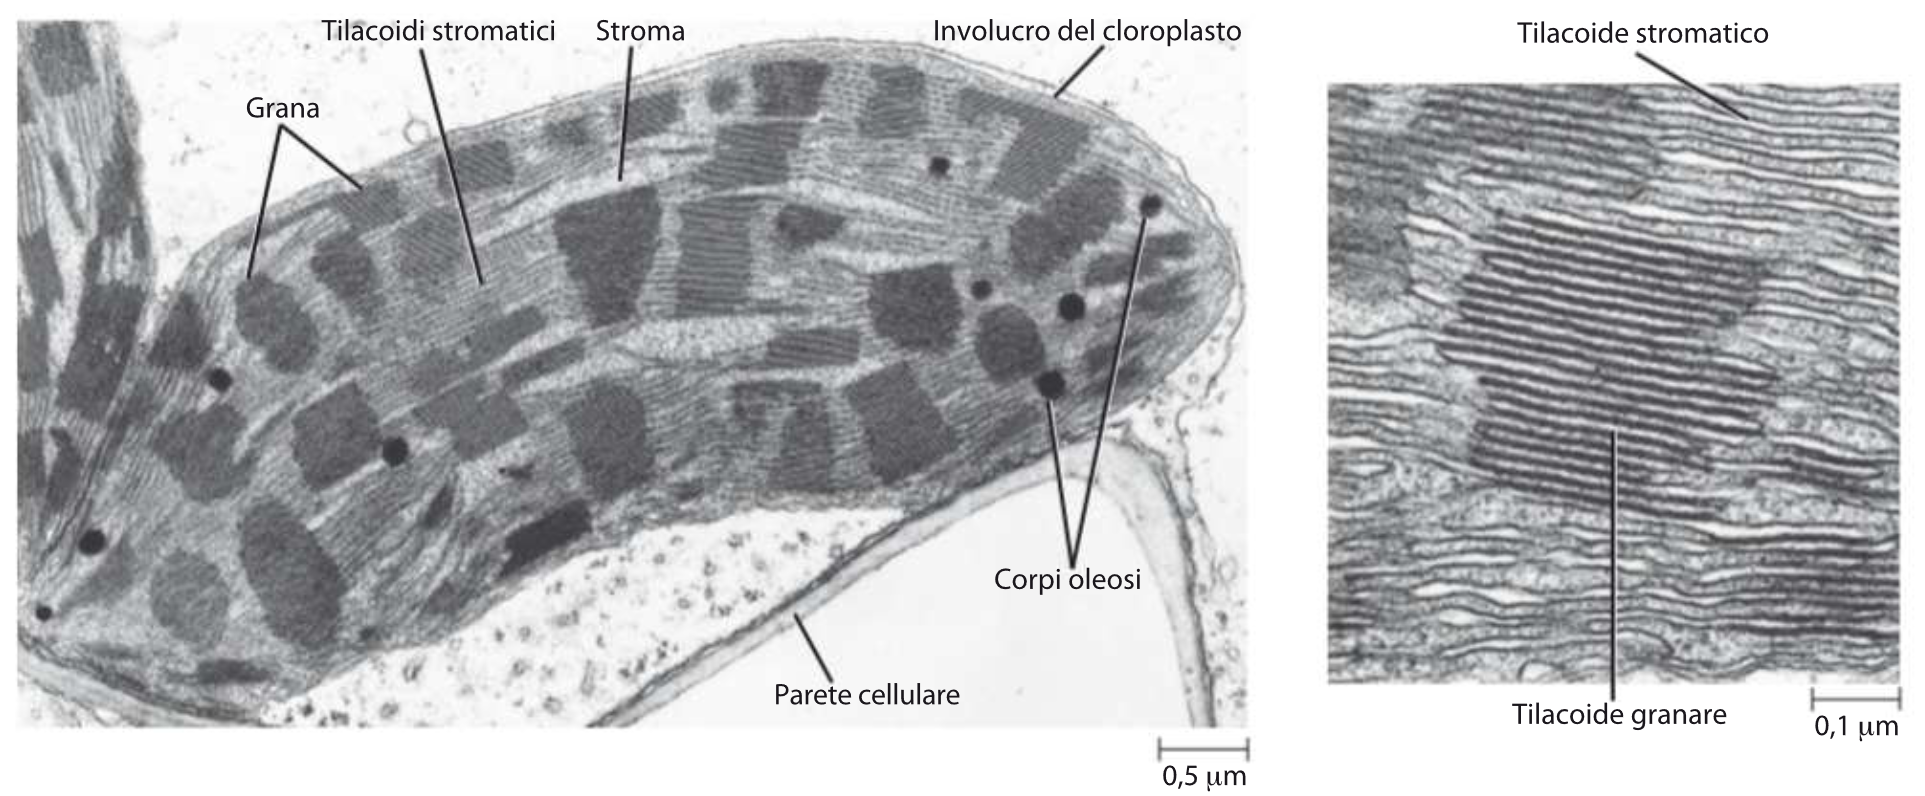 Tilacoidi stromatici
Stroma
Involucro del cloroplasto
Grana
Corpi oleosi
Parete cellulare
0,5 μm
Tilacoide stromatico
Tilacoide granare
0,1 μm